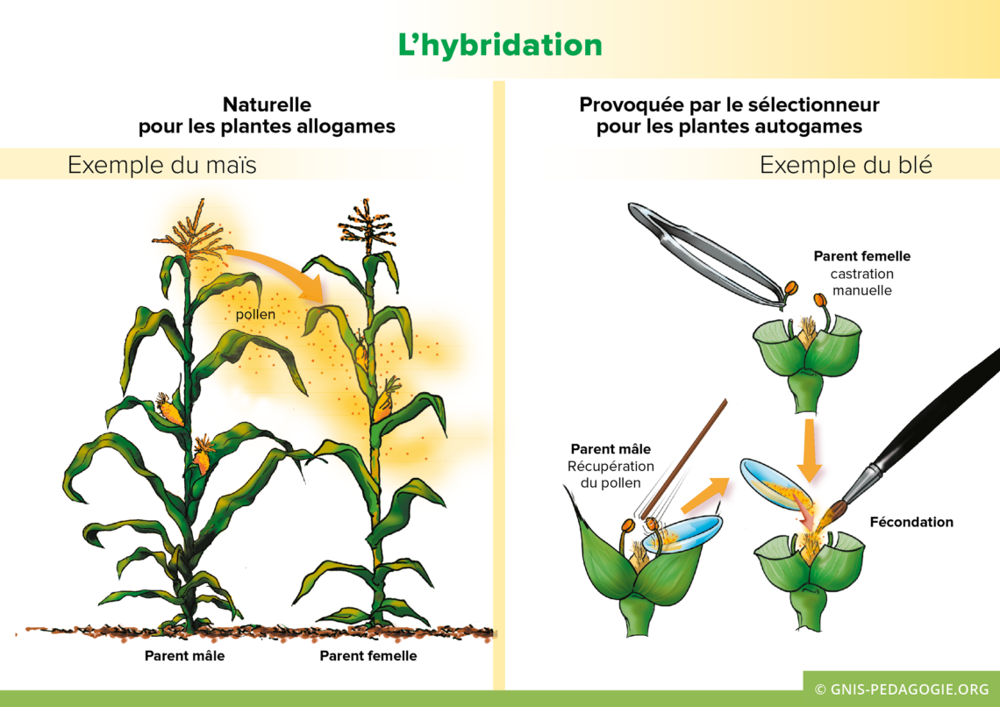 L'hybridation
Naturelle
pour les plantes allogames
Exemple du maïs
pollen
Parent mâle
Parent femelle
Provoquée par le sélectionneur
pour les plantes autogames
Exemple du blé
Parent femelle
castration
manuelle
Parent mâle
Récupération
du pollen
Fécondation
© GNIS-PEDAGOGIE.ORG